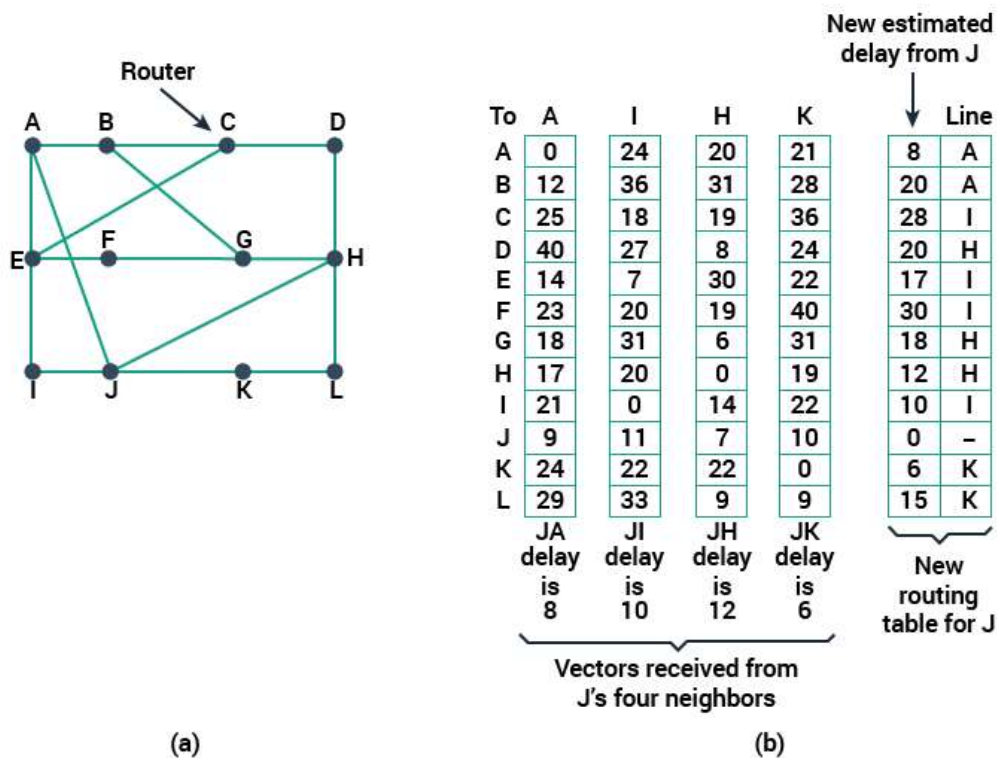 New estimated
delay from J
Router
A B C D
E F G H
I J K L
To A I H K Line
A 0 24 20 21 8 A
B 12 36 31 28 20 A
C 25 18 19 36 28 I
D 40 27 8 24 20 H
E 14 7 30 22 17 I
F 23 20 19 40 30 I
G 18 31 6 31 18 H
H 17 20 0 19 12 H
I 21 0 14 22 10 I
J 9 11 7 10 0 –
K 24 22 22 0 6 K
L 29 33 9 9 15 K
JA JI JH JK
delay delay delay delay
is is is is
8 10 12 6
New
routing
table for J
Vectors received from
J's four neighbors
(a) (b)